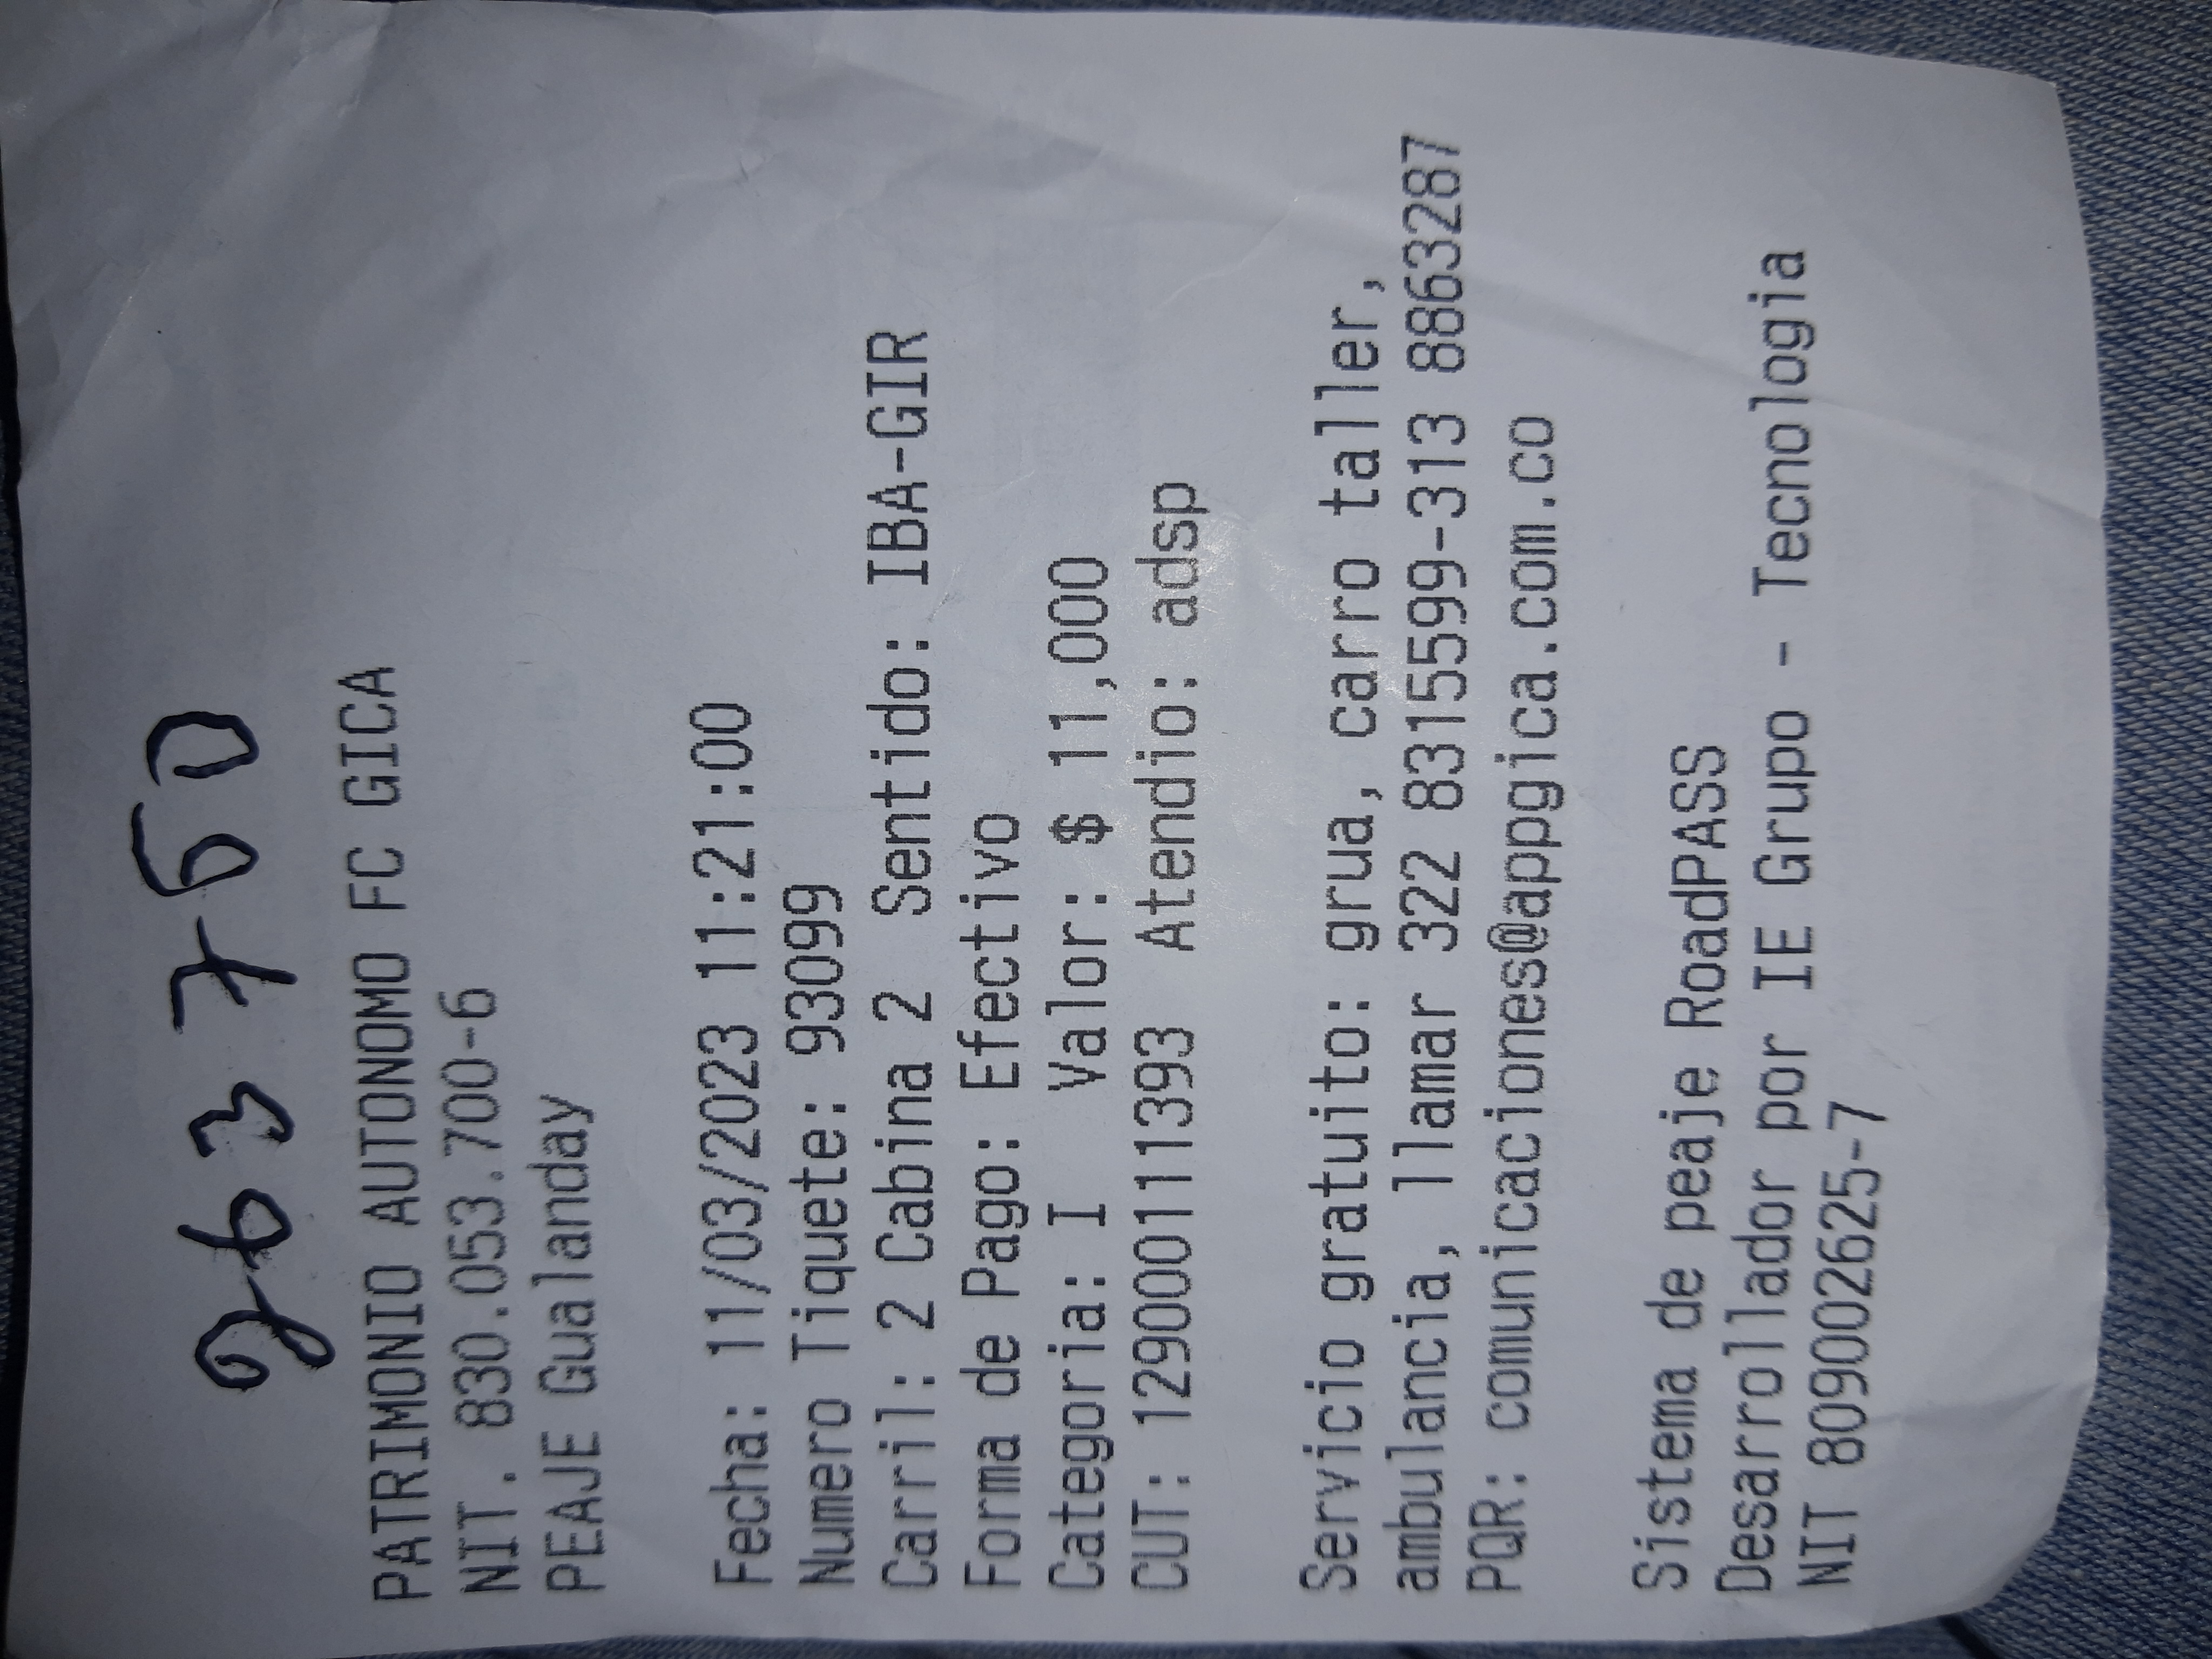 963750
PATRIMONIO AUTONOMO FC GICA
NIT. 830.053.700-6
PEAJE Gualanday
Fecha: 11/03/2023 11:21:00
Numero Tiquete: 93099
Carril: 2 Cabina 2 Sentido: IBA-GIR
Forma de Pago: Efectivo
Categoria: I Valor: $ 11,000
CUT: 1290011393 Atendio: adsp
Servicio gratuito: grua, carro taller,
ambulancia, llamar 322 8315599-313 8863287
PQR: comunicaciones@appgica.com.co
Sistema de peaje RoadPASS
Desarrollador por IE Grupo - Tecnologia
NIT 809002625-7